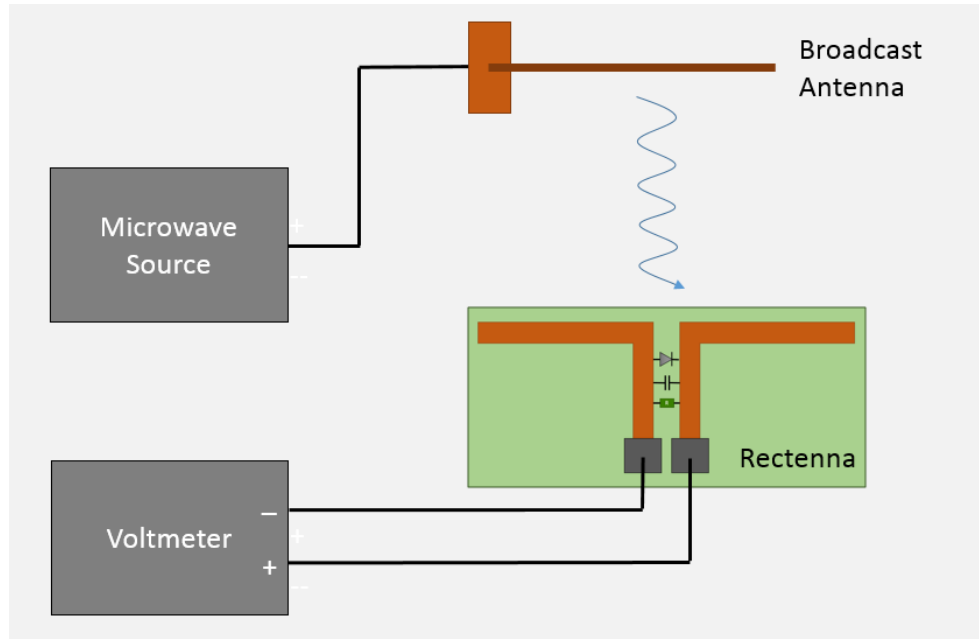 Broadcast
Antenna
Microwave
Source
+
--
Rectenna
Voltmeter
–
+
+
--